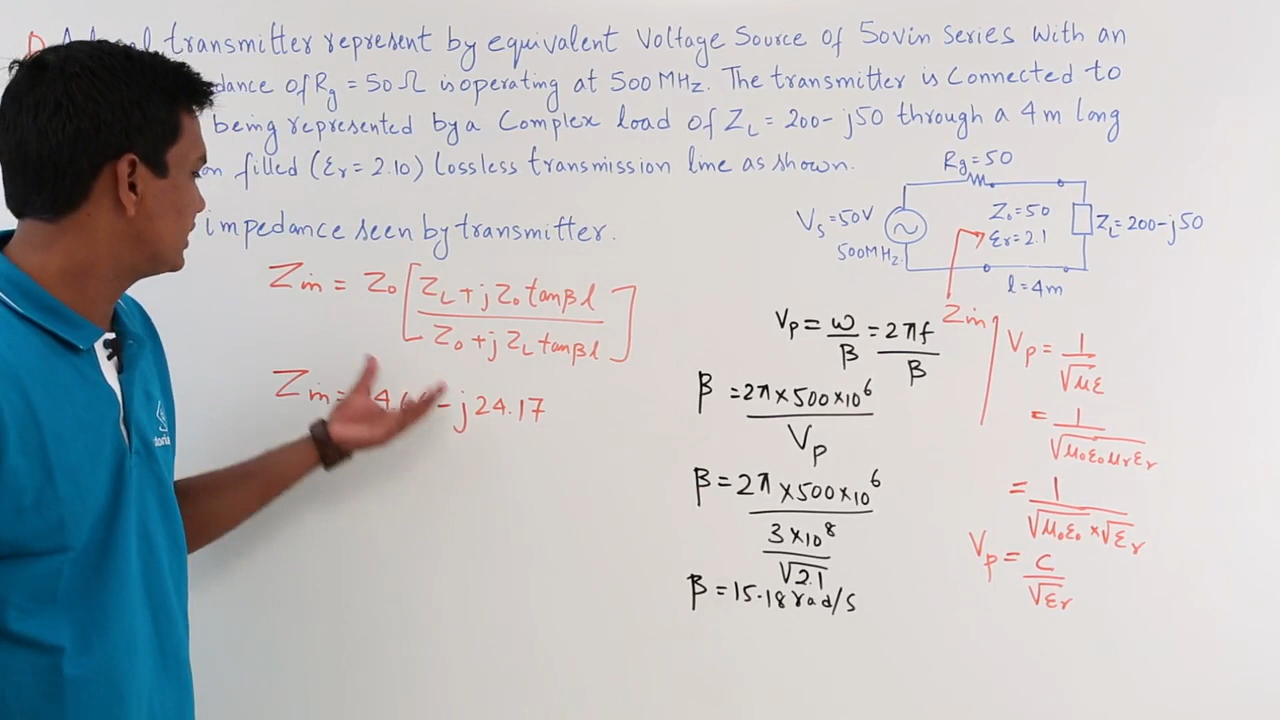 transmitter represent by equivalent Voltage Source of 50v in series with an
dance of Rg = 50 Ω is operating at 500 MHz. The transmitter is Connected to
being represented by a Complex load of ZL = 200 - j50 through a 4m long
on filled (εr = 2.10) lossless transmission line as shown.
impedance seen by transmitter.
Rg = 50
Vs = 50V
500MHz.
Z0 = 50
εr = 2.1
ZL = 200 - j50
l = 4m
Zin
Zin = Z0 [ZL + j Z0 tanβl / Z0 + j ZL tanβl]
Zin = - j24.17
Vp = ω/β = 2πf/β
β = 2π × 500 × 10^6 / Vp
β = 2π × 500 × 10^6 / 3 × 10^8 / √2.1
β = 15.18 rad/s
Vp = 1/√με
= 1/√μ0ε0μrεr
= 1/√μ0ε0 × √εr
Vp = c/√εr